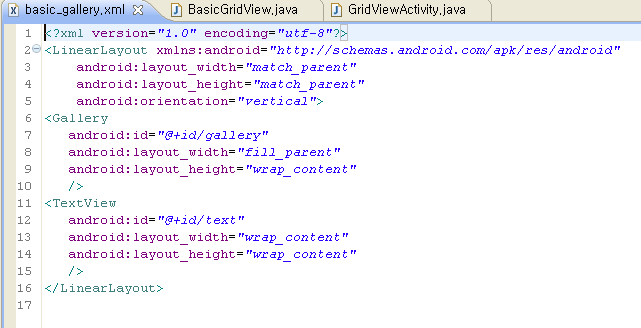 basic_gallery.xml BasicGridView.java GridViewActivity.java
1 <?xml version="1.0" encoding="utf-8"?>
2 <LinearLayout xmlns:android="http://schemas.android.com/apk/res/android"
3 android:layout_width="match_parent"
4 android:layout_height="match_parent"
5 android:orientation="vertical">
6 <Gallery
7 android:id="@+id/gallery"
8 android:layout_width="fill_parent"
9 android:layout_height="wrap_content"
10 />
11 <TextView
12 android:id="@+id/text"
13 android:layout_width="wrap_content"
14 android:layout_height="wrap_content"
15 />
16 </LinearLayout>
17